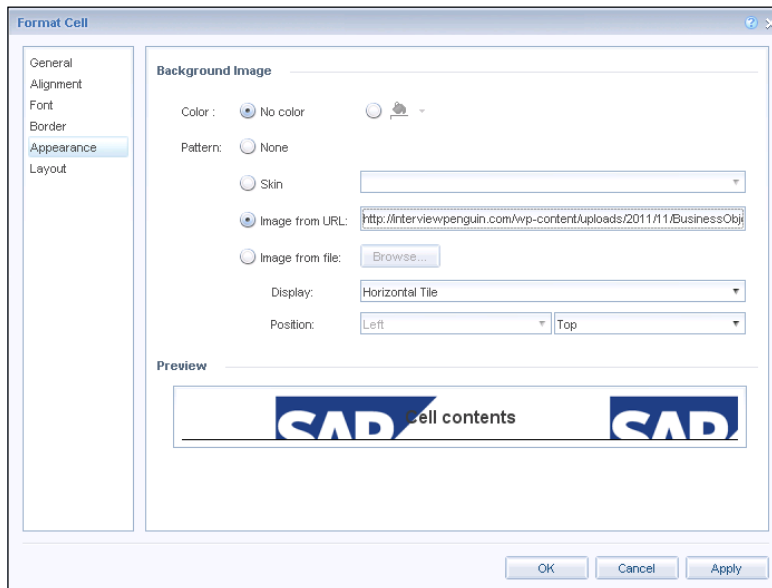 Format Cell
General
Alignment
Font
Border
Appearance
Layout
Background Image
Color : No color
Pattern: None
Skin
Image from URL: http://interviewpenguin.com/wp-content/uploads/2011/11/BusinessObj
Image from file: Browse...
Display: Horizontal Tile
Position: Left Top
Preview
SAP Cell contents SAP
OK Cancel Apply